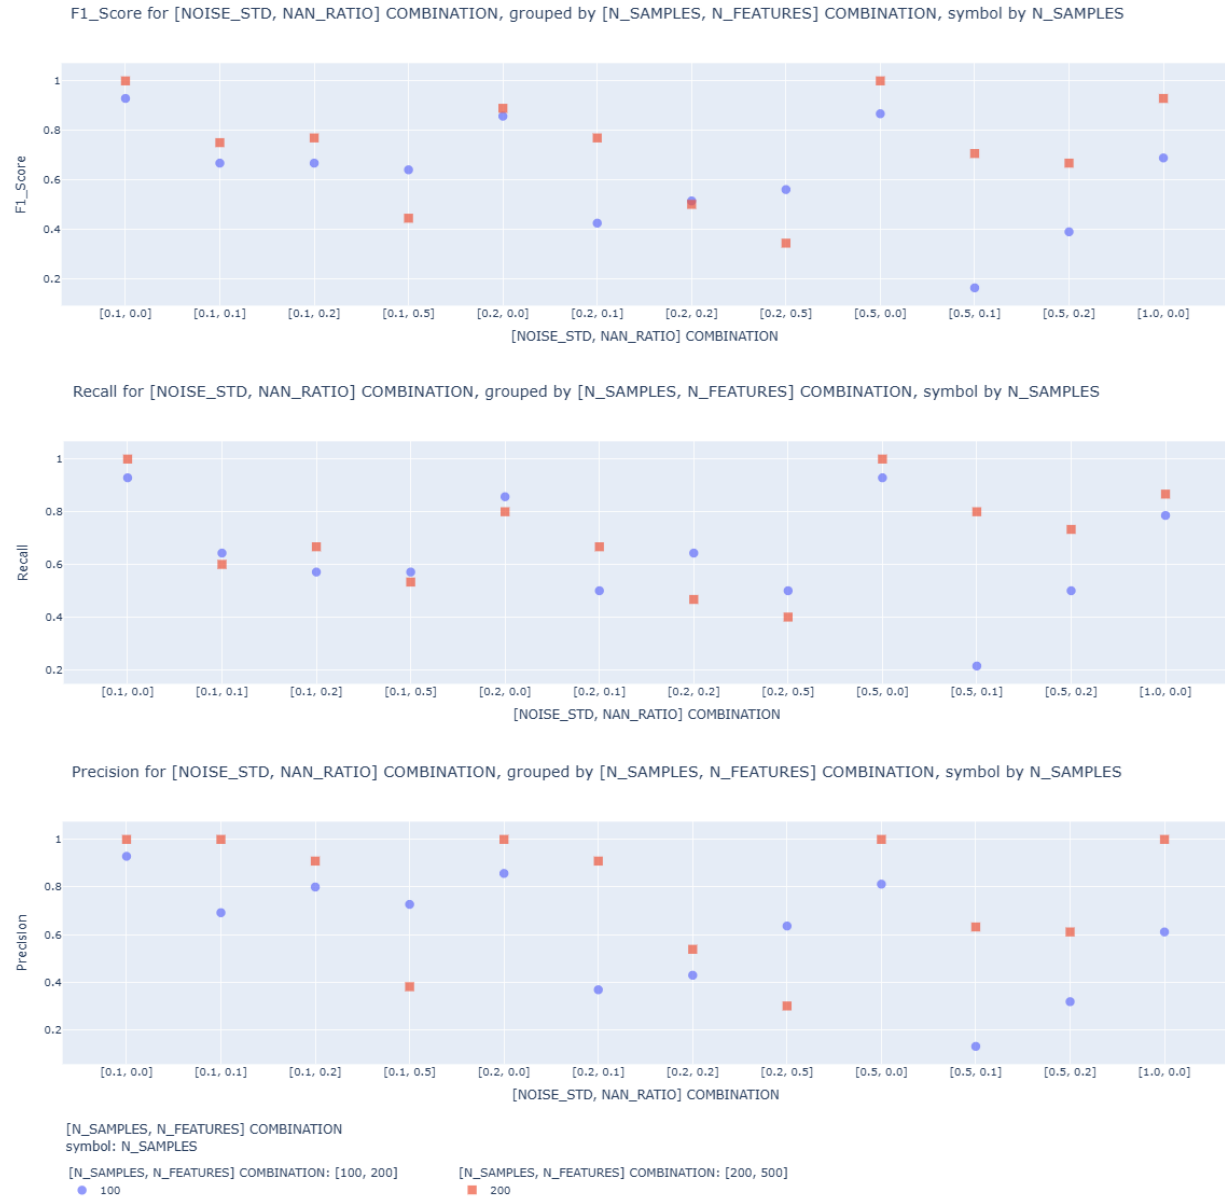 F1_Score for [NOISE_STD, NAN_RATIO] COMBINATION, grouped by [N_SAMPLES, N_FEATURES] COMBINATION, symbol by N_SAMPLES
1
0.8
0.6
0.4
0.2
F1_Score
[0.1, 0.0] [0.1, 0.1] [0.1, 0.2] [0.1, 0.5] [0.2, 0.0] [0.2, 0.1] [0.2, 0.2] [0.2, 0.5] [0.5, 0.0] [0.5, 0.1] [0.5, 0.2] [1.0, 0.0]
[NOISE_STD, NAN_RATIO] COMBINATION
Recall for [NOISE_STD, NAN_RATIO] COMBINATION, grouped by [N_SAMPLES, N_FEATURES] COMBINATION, symbol by N_SAMPLES
1
0.8
0.6
0.4
0.2
Recall
[0.1, 0.0] [0.1, 0.1] [0.1, 0.2] [0.1, 0.5] [0.2, 0.0] [0.2, 0.1] [0.2, 0.2] [0.2, 0.5] [0.5, 0.0] [0.5, 0.1] [0.5, 0.2] [1.0, 0.0]
[NOISE_STD, NAN_RATIO] COMBINATION
Precision for [NOISE_STD, NAN_RATIO] COMBINATION, grouped by [N_SAMPLES, N_FEATURES] COMBINATION, symbol by N_SAMPLES
1
0.8
0.6
0.4
0.2
Precision
[0.1, 0.0] [0.1, 0.1] [0.1, 0.2] [0.1, 0.5] [0.2, 0.0] [0.2, 0.1] [0.2, 0.2] [0.2, 0.5] [0.5, 0.0] [0.5, 0.1] [0.5, 0.2] [1.0, 0.0]
[NOISE_STD, NAN_RATIO] COMBINATION
[N_SAMPLES, N_FEATURES] COMBINATION
symbol: N_SAMPLES
[N_SAMPLES, N_FEATURES] COMBINATION: [100, 200] [N_SAMPLES, N_FEATURES] COMBINATION: [200, 500]
100 200